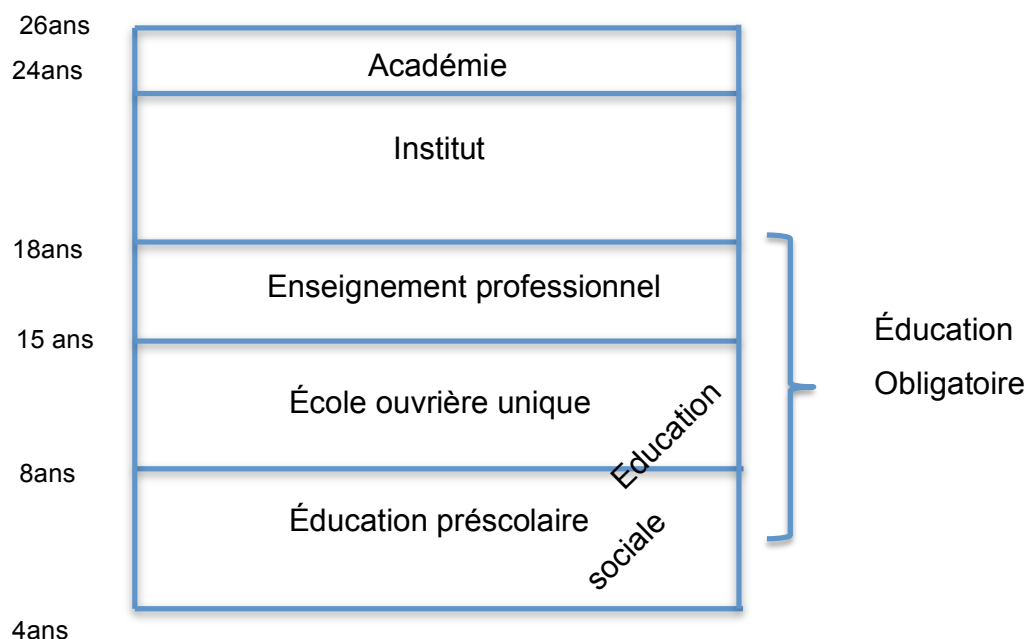 26ans
24ans
Académie
Institut
18ans
Enseignement professionnel
15 ans
École ouvrière unique
8ans
Éducation préscolaire
4ans
Education
sociale
Éducation
Obligatoire